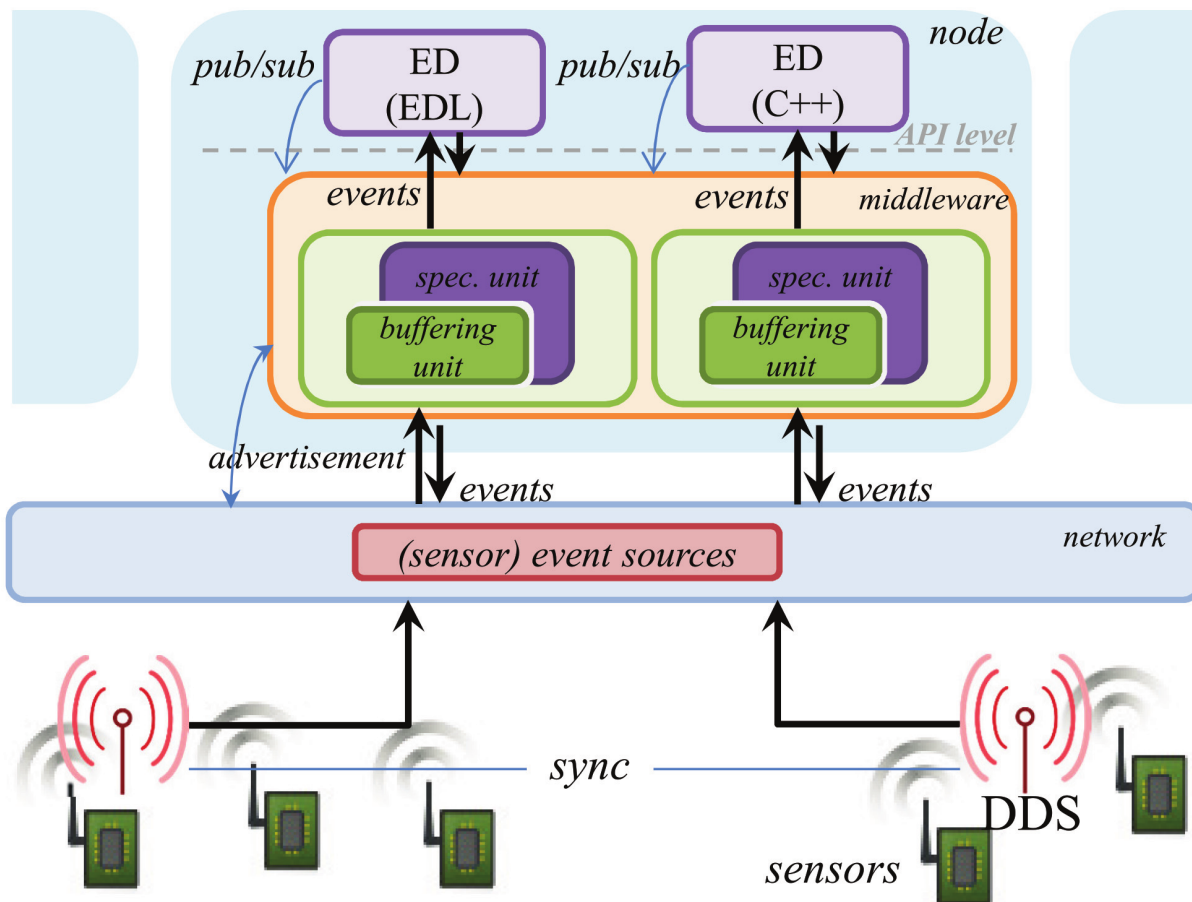 node
pub/sub
ED
(EDL)
pub/sub
ED
(C++)
API level
events
events
middleware
spec. unit
buffering
unit
spec. unit
buffering
unit
advertisement
events
events
network
(sensor) event sources
sync
DDS
sensors